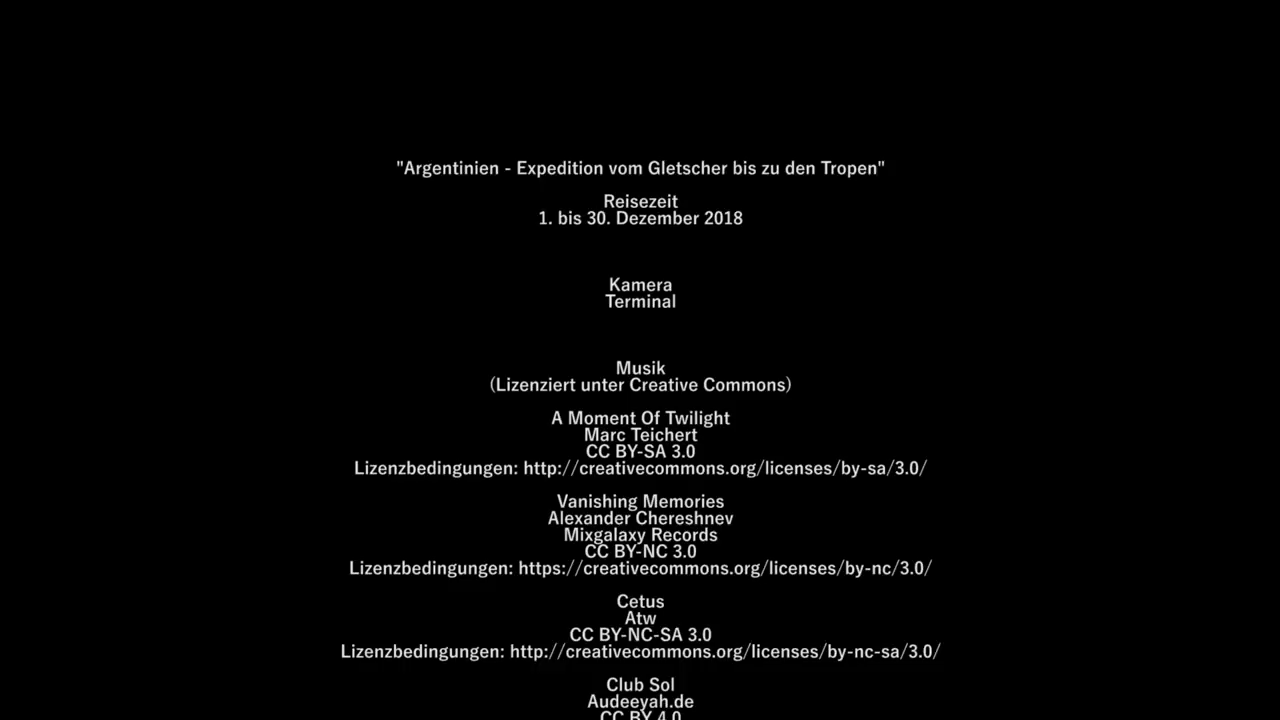 "Argentinien - Expedition vom Gletscher bis zu den Tropen"
Reisezeit
1. bis 30. Dezember 2018
Kamera
Terminal
Musik
(Lizenziert unter Creative Commons)
A Moment Of Twilight
Marc Teichert
CC BY-SA 3.0
Lizenzbedingungen: http://creativecommons.org/licenses/by-sa/3.0/
Vanishing Memories
Alexander Chereshnev
Mixgalaxy Records
CC BY-NC 3.0
Lizenzbedingungen: https://creativecommons.org/licenses/by-nc/3.0/
Cetus
Atw
CC BY-NC-SA 3.0
Lizenzbedingungen: http://creativecommons.org/licenses/by-nc-sa/3.0/
Club Sol
Audeeyah.de
CC BY 4.0